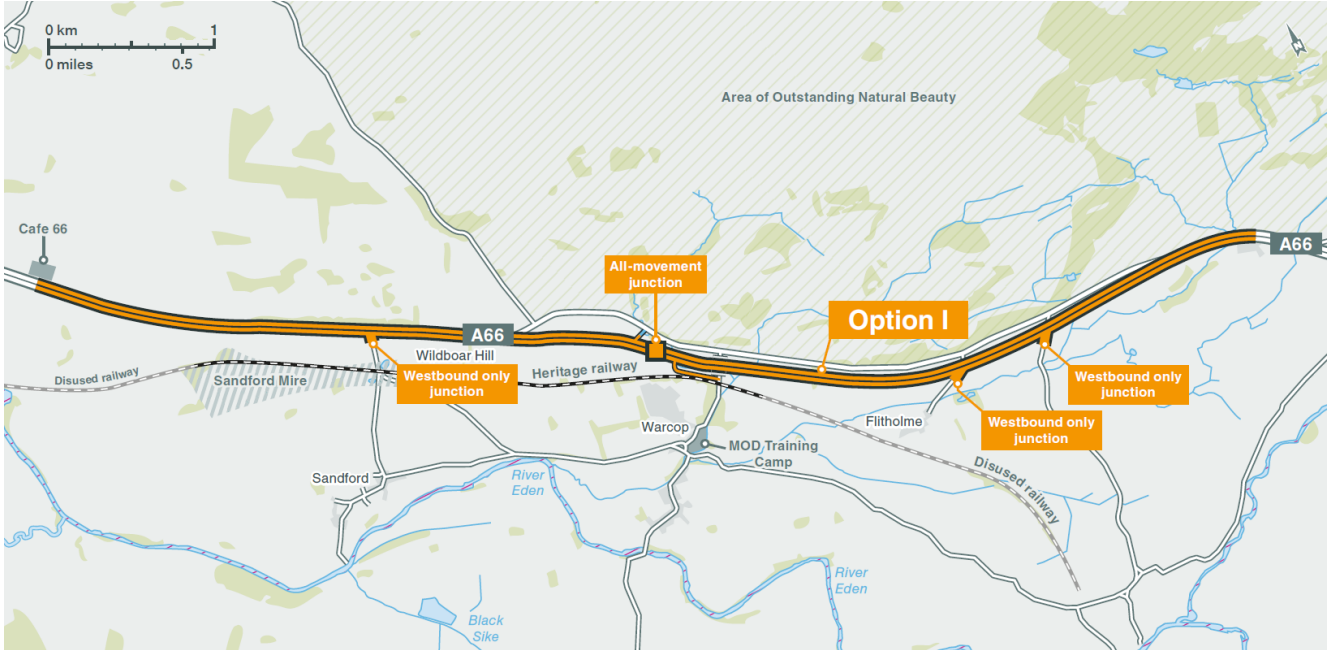 0 km
1
0 miles
0.5
N
Area of Outstanding Natural Beauty
Cafe 66
A66
All-movement
junction
Option I
A66
Wildboar Hill
Heritage railway
Disused railway
Sandford Mire
Westbound only
junction
Westbound only
junction
Westbound only
junction
Flitholme
Warcop
MOD Training
Camp
Disused railway
Sandford
River
Eden
River
Eden
Black
Sike